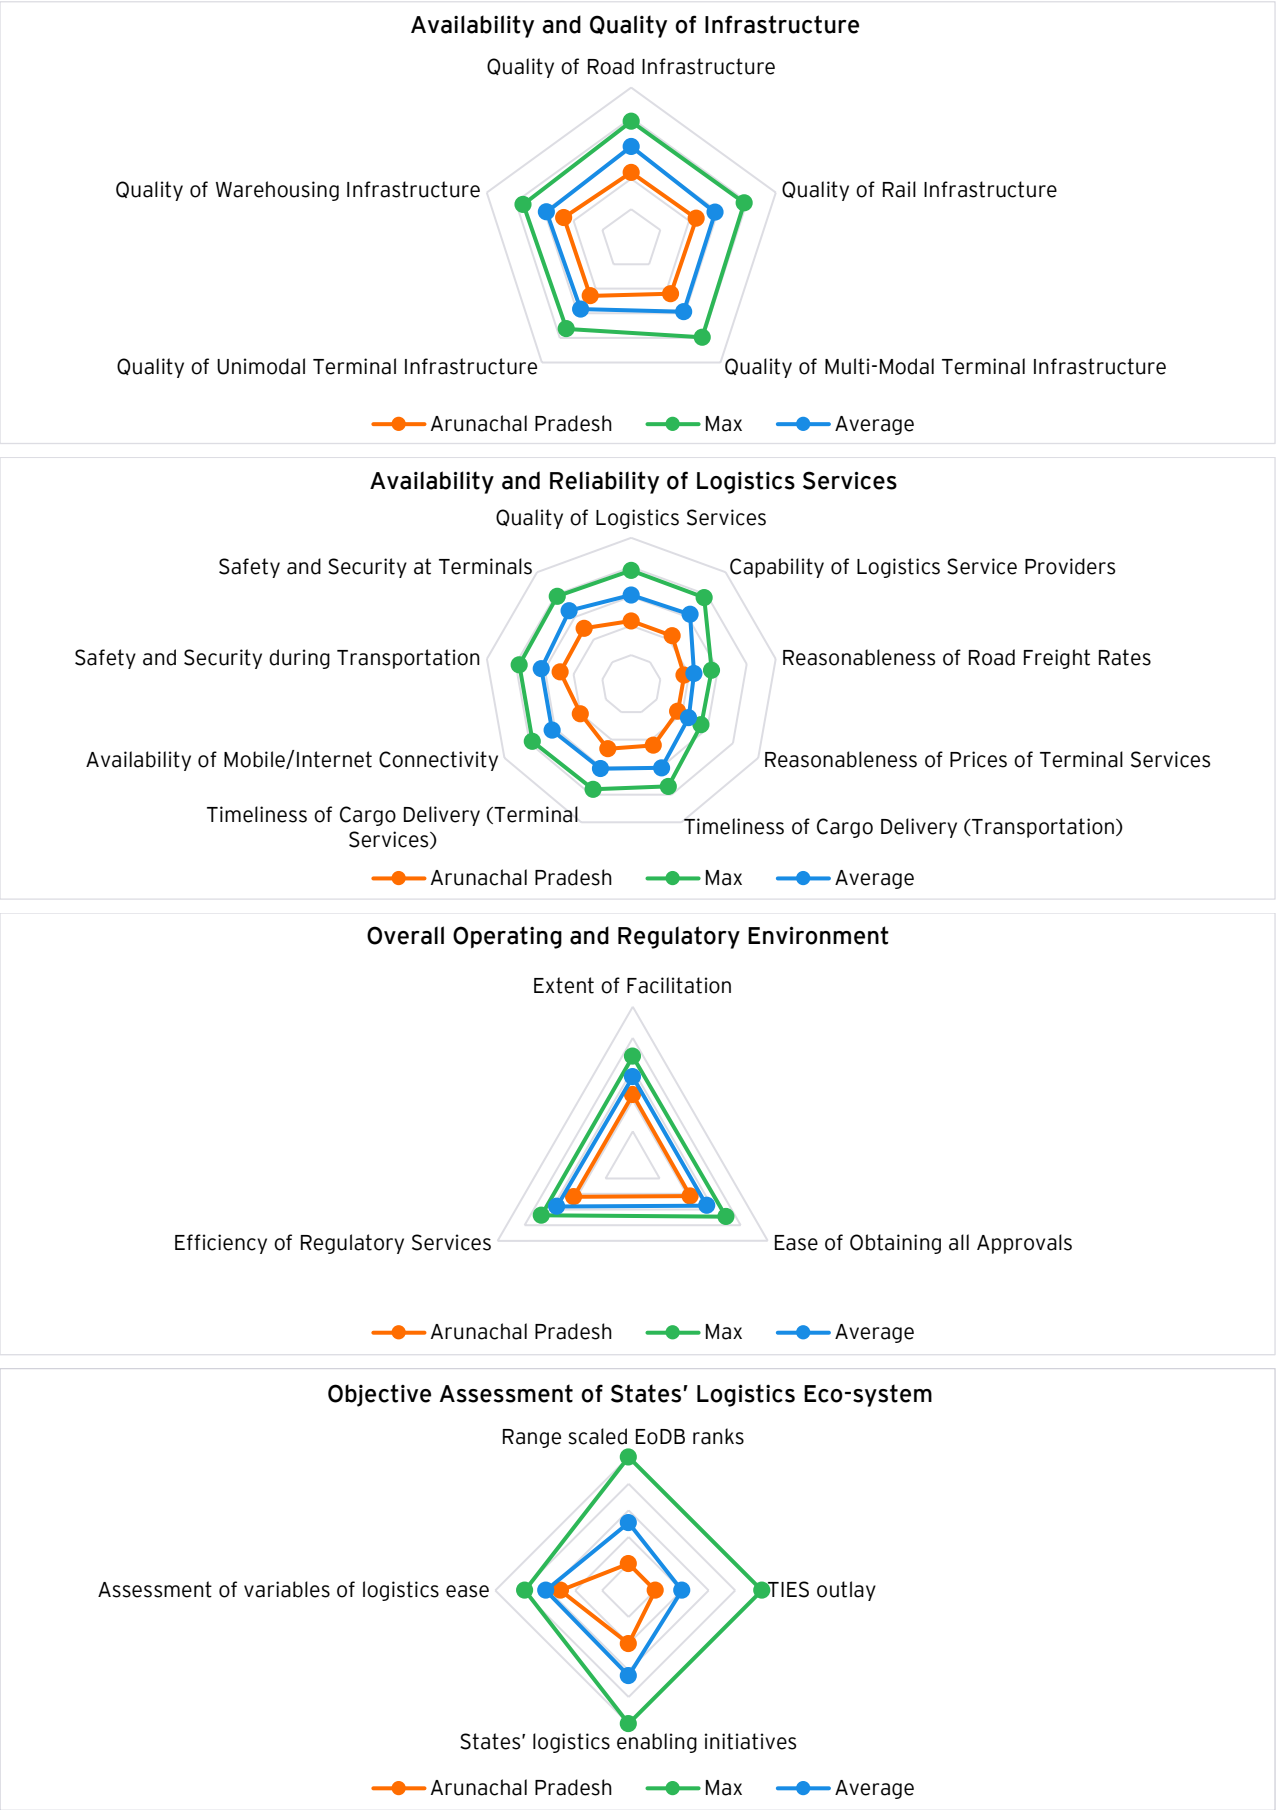 Availability and Quality of Infrastructure
Quality of Road Infrastructure
Quality of Warehousing Infrastructure
Quality of Rail Infrastructure
Quality of Unimodal Terminal Infrastructure
Quality of Multi-Modal Terminal Infrastructure
Arunachal Pradesh Max Average
Availability and Reliability of Logistics Services
Quality of Logistics Services
Safety and Security at Terminals
Capability of Logistics Service Providers
Safety and Security during Transportation
Reasonableness of Road Freight Rates
Availability of Mobile/Internet Connectivity
Reasonableness of Prices of Terminal Services
Timeliness of Cargo Delivery (Terminal
Services)
Timeliness of Cargo Delivery (Transportation)
Arunachal Pradesh Max Average
Overall Operating and Regulatory Environment
Extent of Facilitation
Efficiency of Regulatory Services
Ease of Obtaining all Approvals
Arunachal Pradesh Max Average
Objective Assessment of States’ Logistics Eco-system
Range scaled EoDB ranks
Assessment of variables of logistics ease
TIES outlay
States’ logistics enabling initiatives
Arunachal Pradesh Max Average